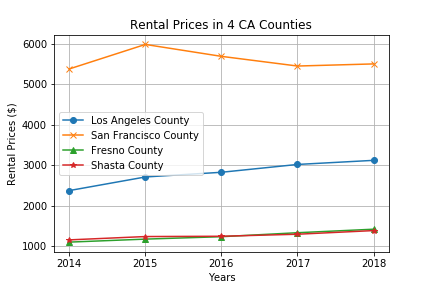 Rental Prices in 4 CA Counties
Rental Prices ($)
6000
5000
4000
3000
2000
1000
Los Angeles County
San Francisco County
Fresno County
Shasta County
2014 2015 2016 2017 2018
Years